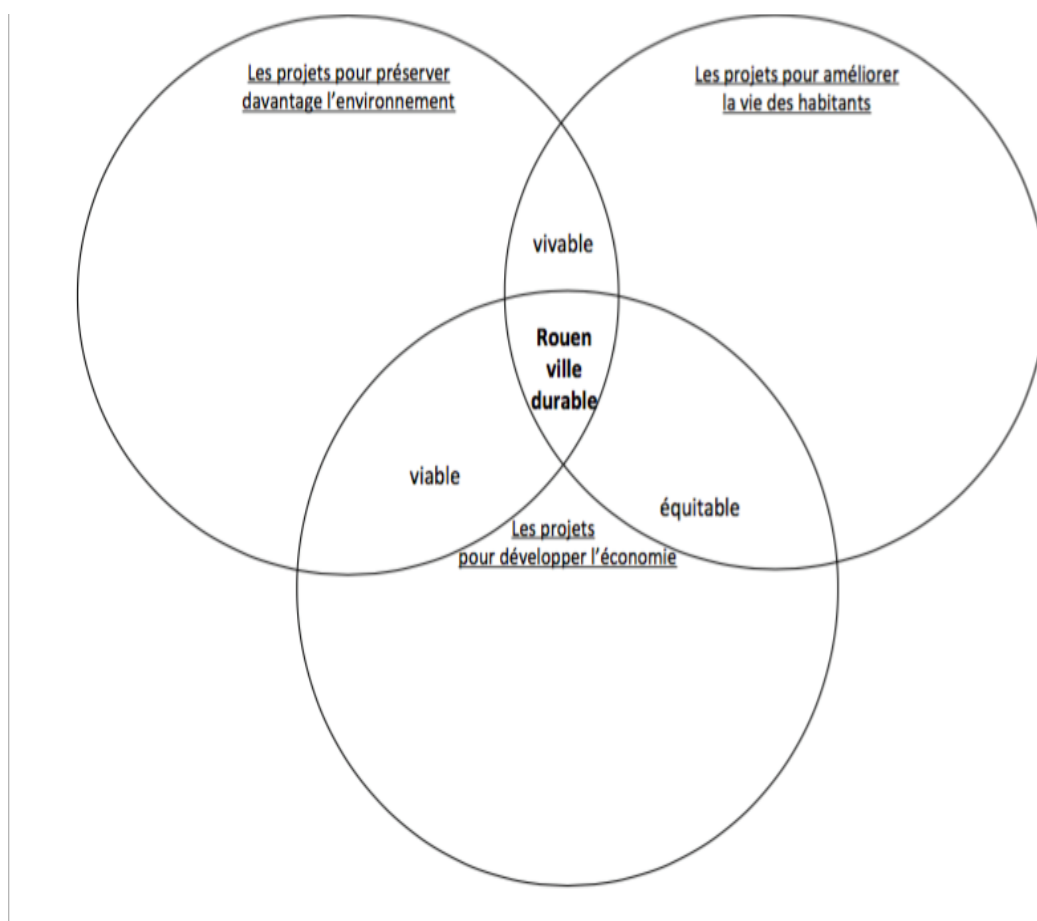 Les projets pour préserver
davantage l'environnement
Les projets pour améliorer
la vie des habitants
vivable
Rouen
ville
durable
viable
équitable
Les projets
pour développer l'économie